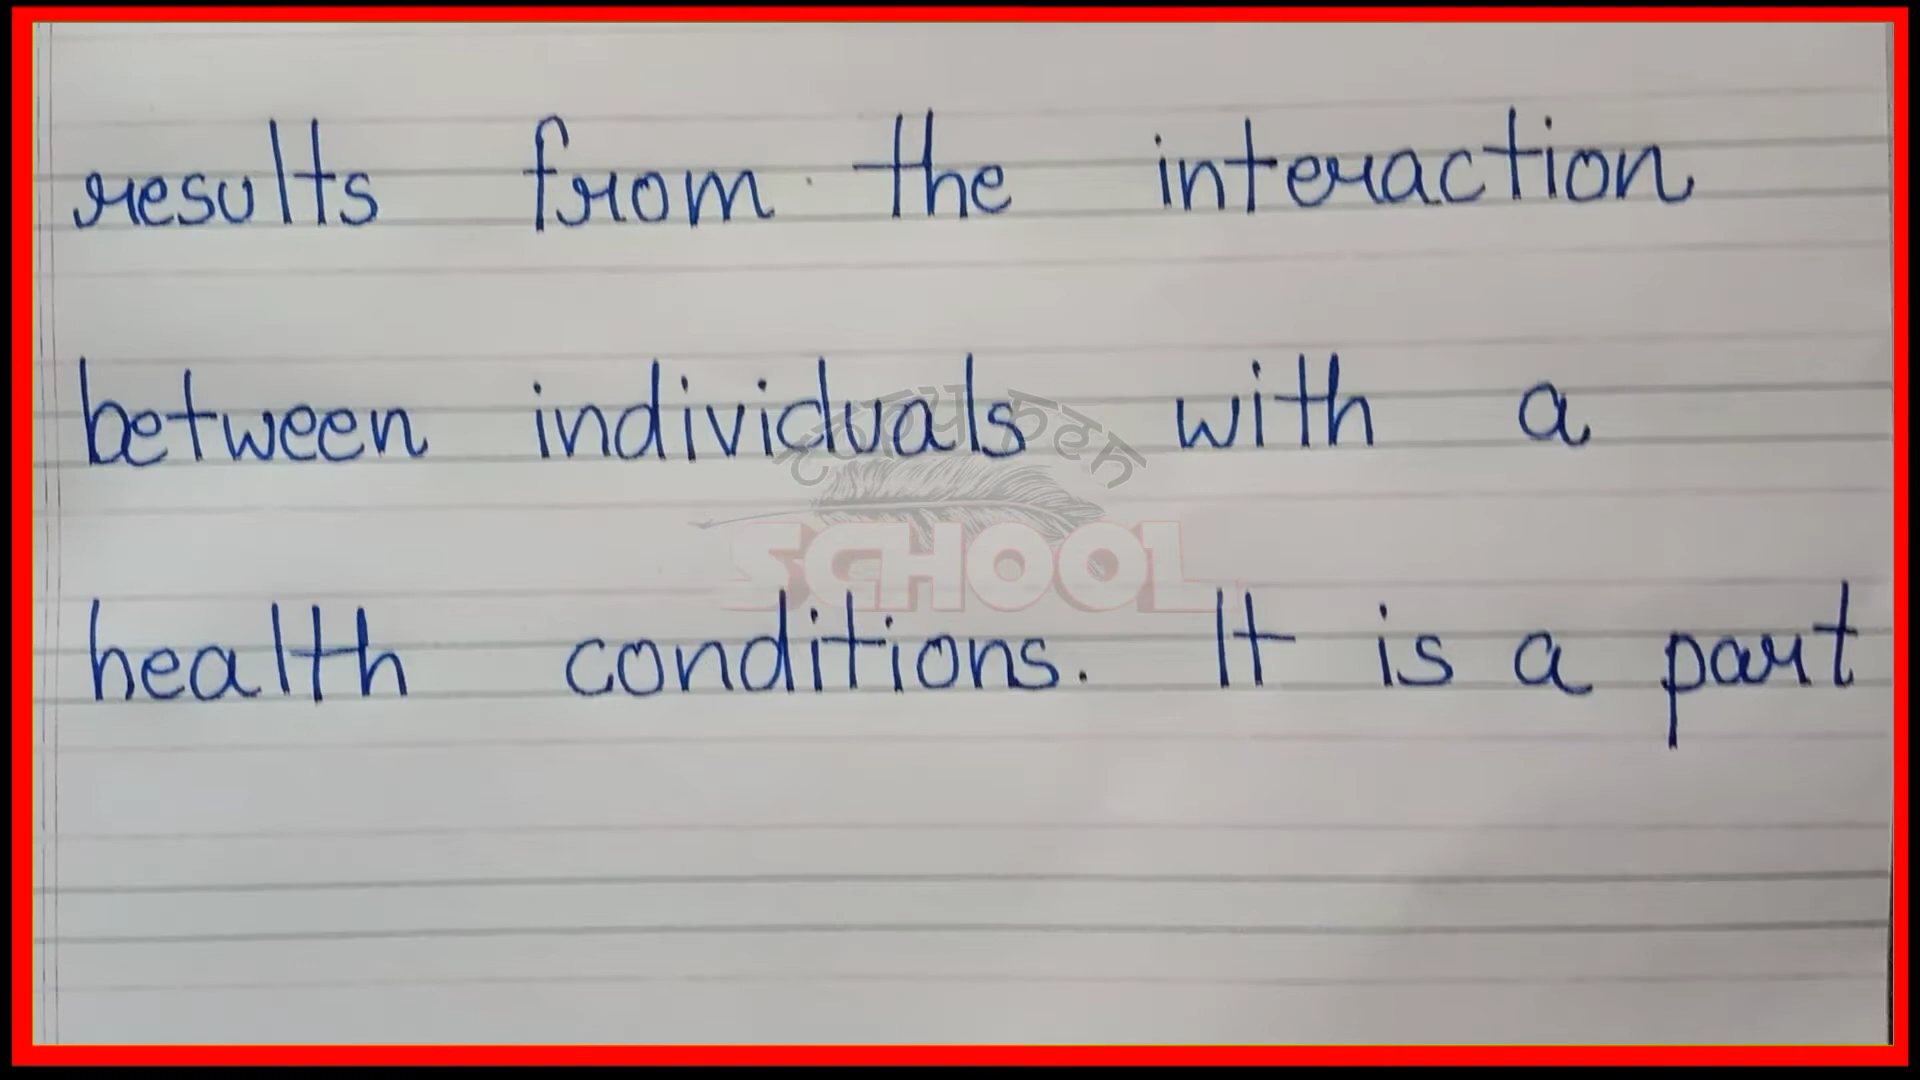 results from the interaction
between individuals with a
कॉपी पेन
SCHOOL
health conditions. It is a part